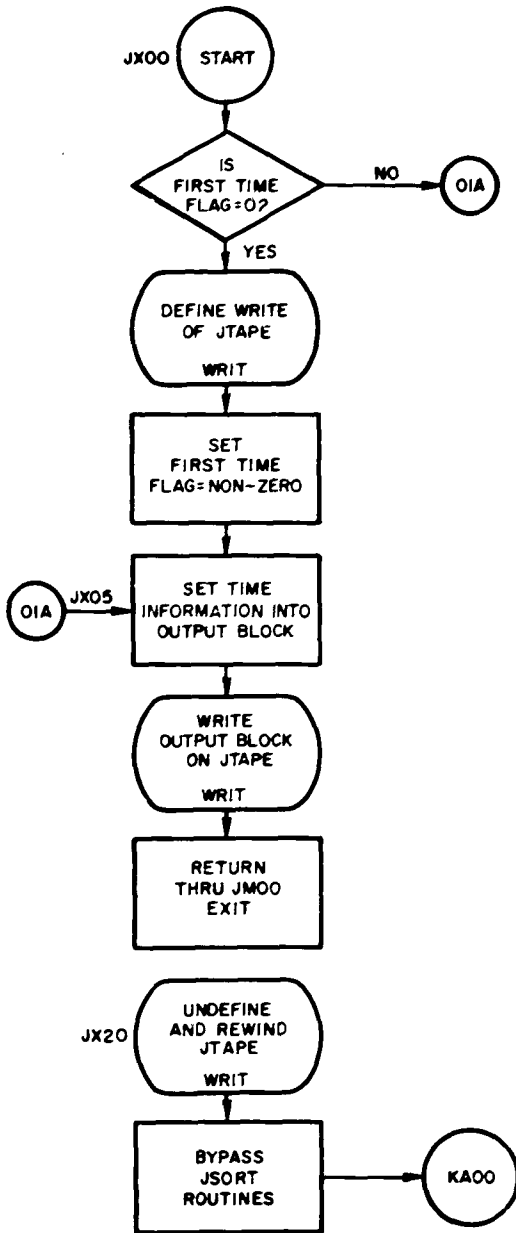 JX00
START
IS
FIRST TIME
FLAG=0?
NO
01A
YES
DEFINE WRITE
OF JTAPE
WRIT
SET
FIRST TIME
FLAG=NON-ZERO
01A
JX05
SET TIME
INFORMATION INTO
OUTPUT BLOCK
WRITE
OUTPUT BLOCK
ON JTAPE
WRIT
RETURN
THRU JM00
EXIT
JX20
UNDEFINE
AND REWIND
JTAPE
WRIT
BYPASS
JSORT
ROUTINES
KA00